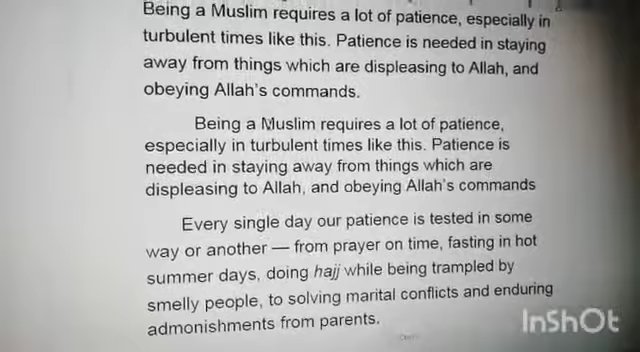 Being a Muslim requires a lot of patience, especially in
turbulent times like this. Patience is needed in staying
away from things which are displeasing to Allah, and
obeying Allah's commands.
Being a Muslim requires a lot of patience,
especially in turbulent times like this. Patience is
needed in staying away from things which are
displeasing to Allah, and obeying Allah's commands
Every single day our patience is tested in some
way or another — from prayer on time, fasting in hot
summer days, doing hajj while being trampled by
smelly people, to solving marital conflicts and enduring
admonishments from parents.
InShOt